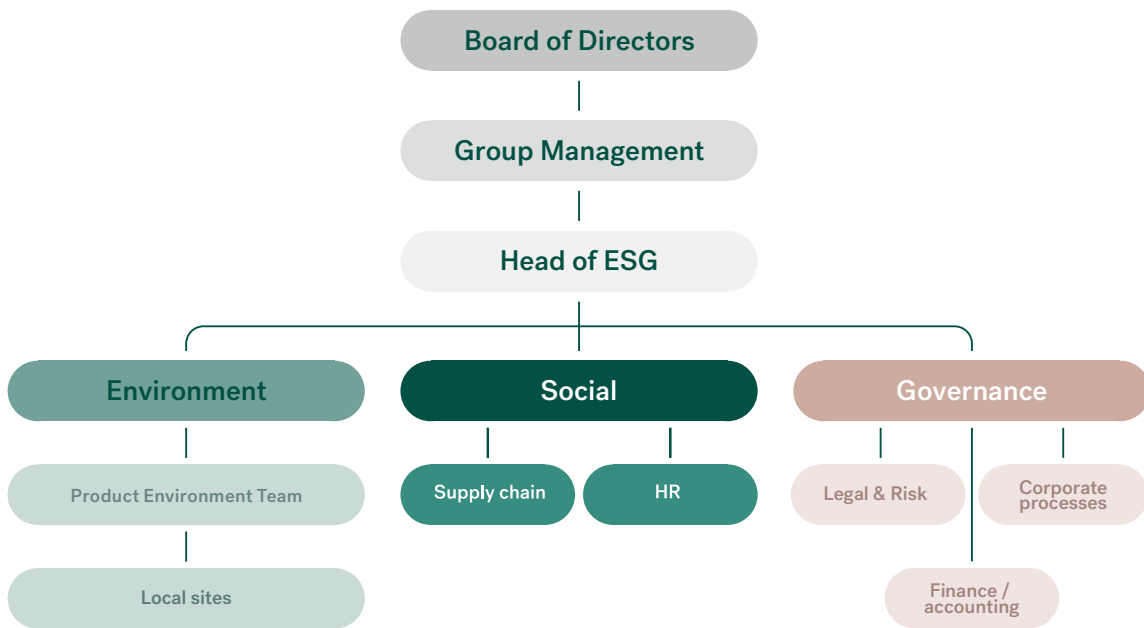 Board of Directors
Group Management
Head of ESG
Environment
Social
Governance
Product Environment Team
Supply chain
HR
Legal & Risk
Corporate
processes
Local sites
Finance /
accounting